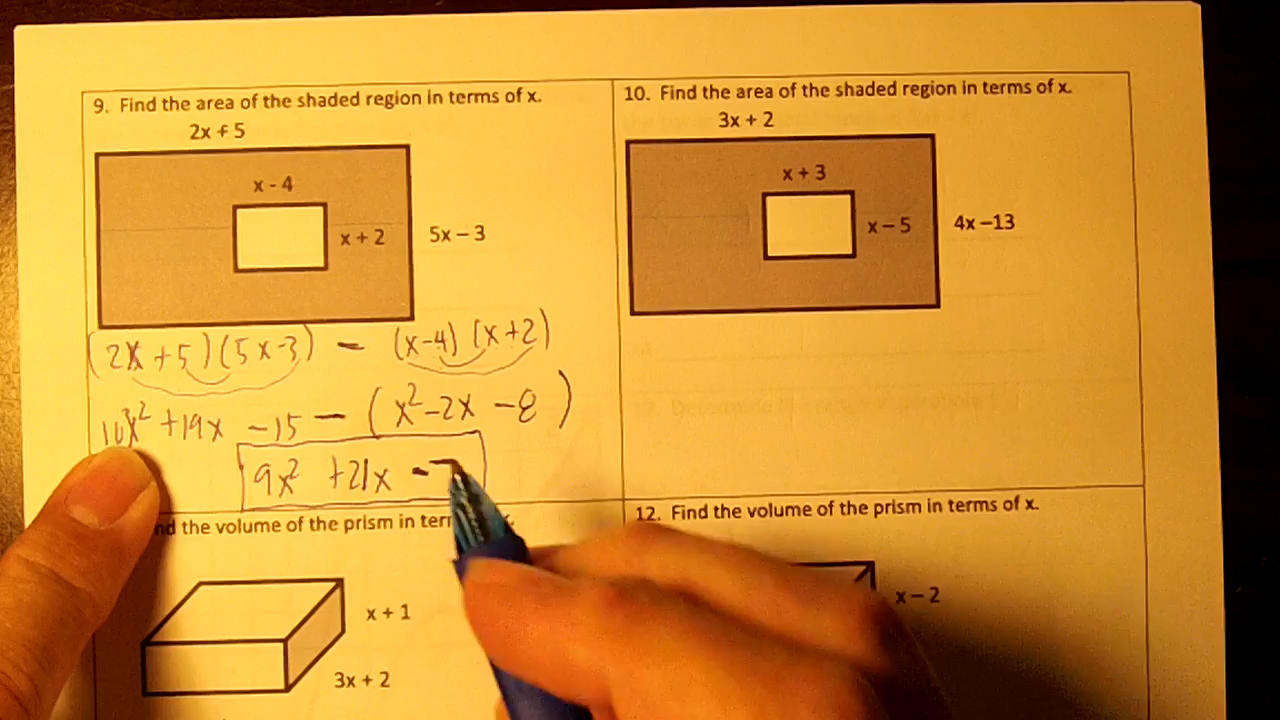 9. Find the area of the shaded region in terms of x.
2x + 5
x - 4
x + 2
5x – 3
(2x + 5)(5x - 3) - (x-4)(x+2)
10x² + 19x - 15 - (x² - 2x - 8)
9x² + 21x - 7
10. Find the area of the shaded region in terms of x.
3x + 2
x + 3
x – 5
4x –13
nd the volume of the prism in ter
x + 1
3x + 2
12. Find the volume of the prism in terms of x.
x – 2